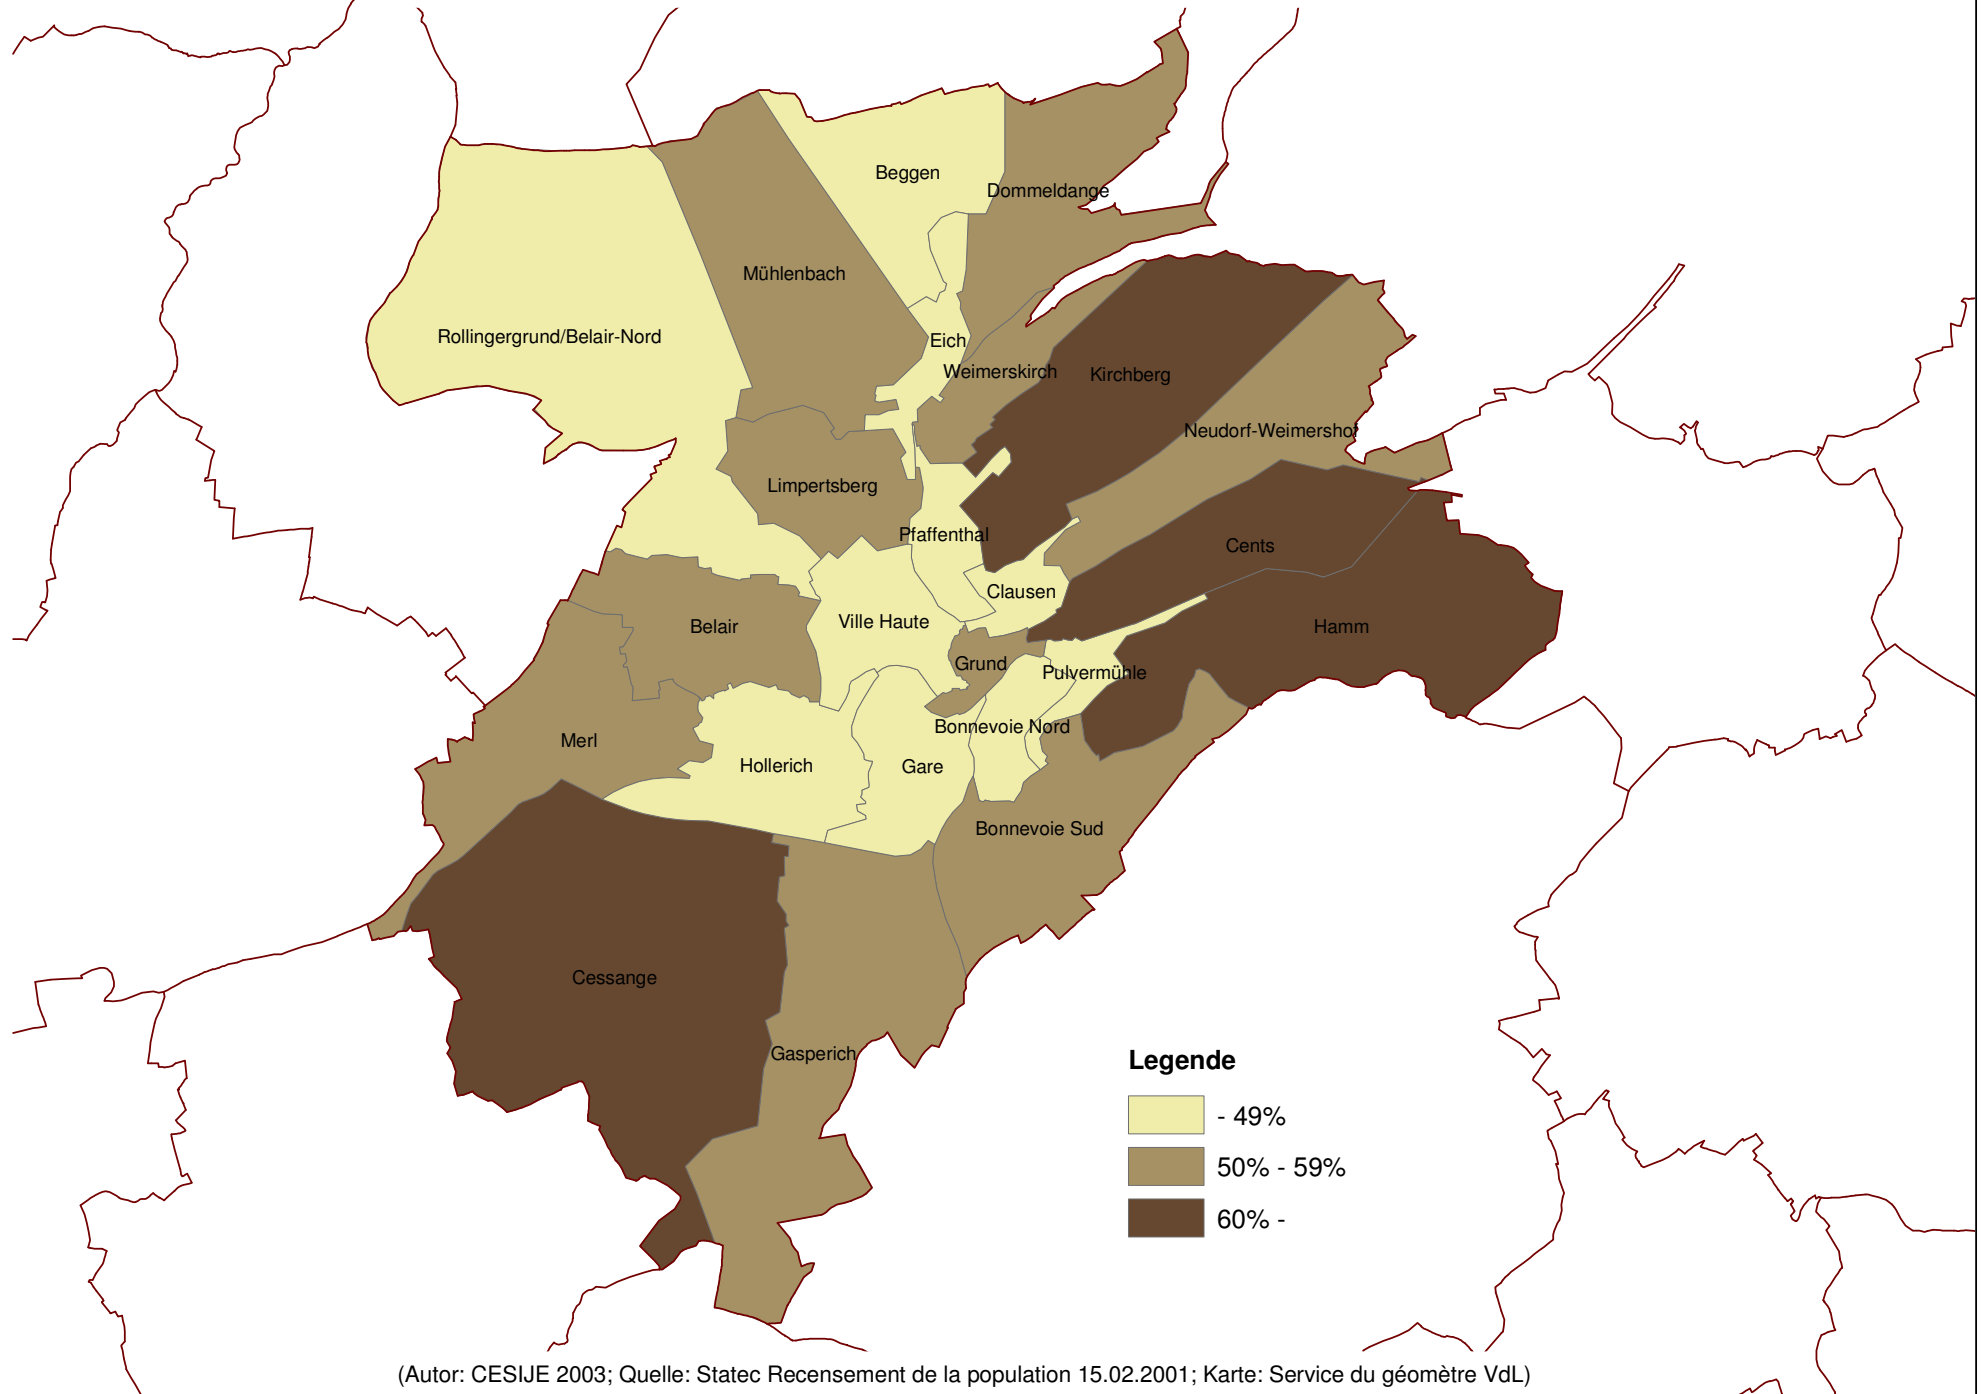 Beggen
Dommeldange
Mühlenbach
Rollingergrund/Belair-Nord
Eich
Weimerskirch
Kirchberg
Neudorf-Weimershof
Limpertsberg
Pfaffenthal
Cents
Clausen
Ville Haute
Belair
Hamm
Grund
Pulvermühle
Bonnevoie Nord
Merl
Hollerich
Gare
Bonnevoie Sud
Cessange
Gasperich
Legende
- 49%
50% - 59%
60% -
(Autor: CESIJE 2003; Quelle: Statec Recensement de la population 15.02.2001; Karte: Service du géomètre VdL)